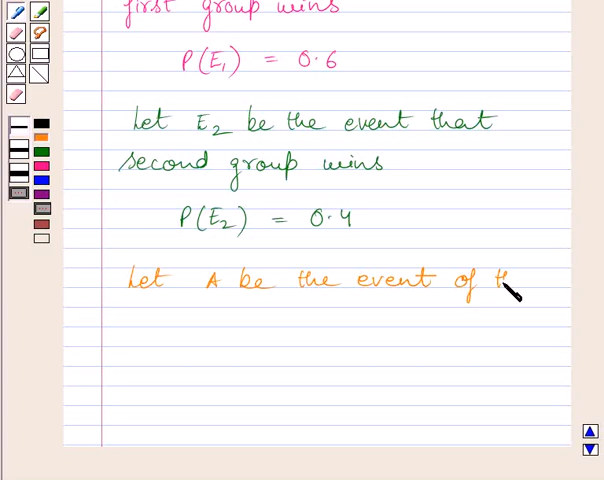 first group wins
P(E₁) = 0.6
Let E₂ be the event that
second group wins
P(E₂) = 0.4
Let A be the event of th